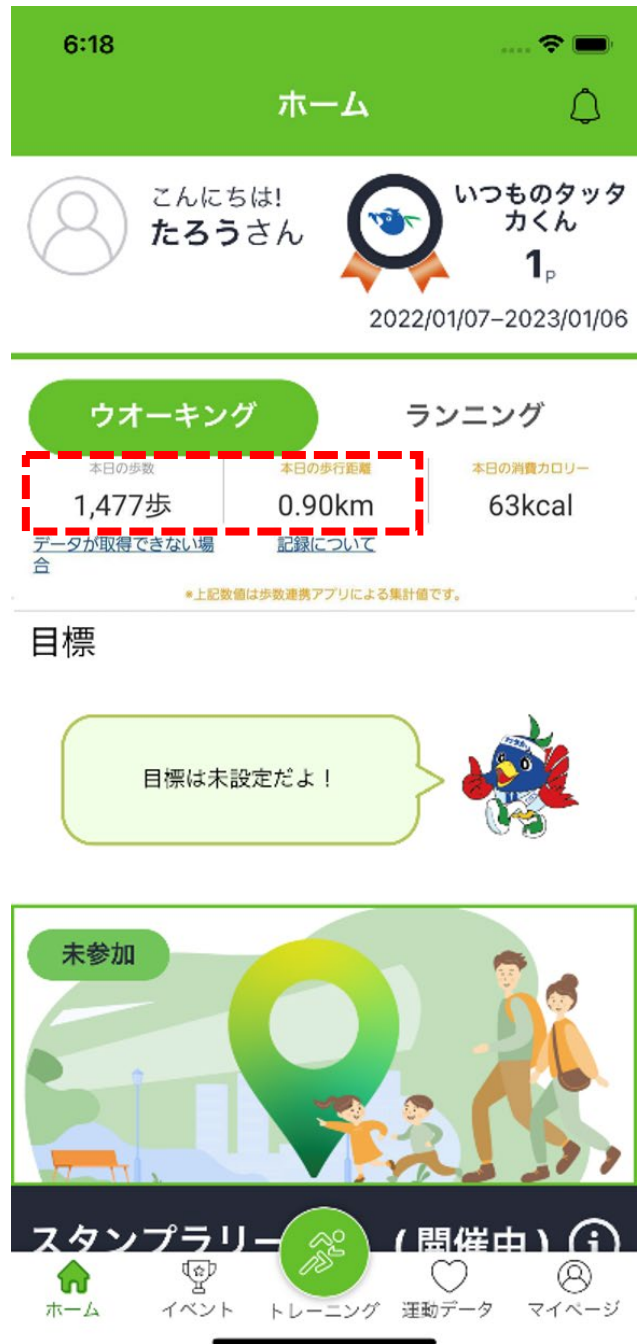 6:18
ホーム
こんにちは!
たろうさん
いつものタッタ
カくん
1P
2022/01/07–2023/01/06
ウオーキング
ランニング
本日の歩数
本日の歩行距離
本日の消費カロリー
1,477歩
0.90km
63kcal
データが取得できない場
合
記録について
*上記数値は歩数連携アプリによる集計値です。
目標
目標は未設定だよ！
未参加
スタンプラリー (開催中)
ホーム
イベント
トレーニング
運動データ
マイページ